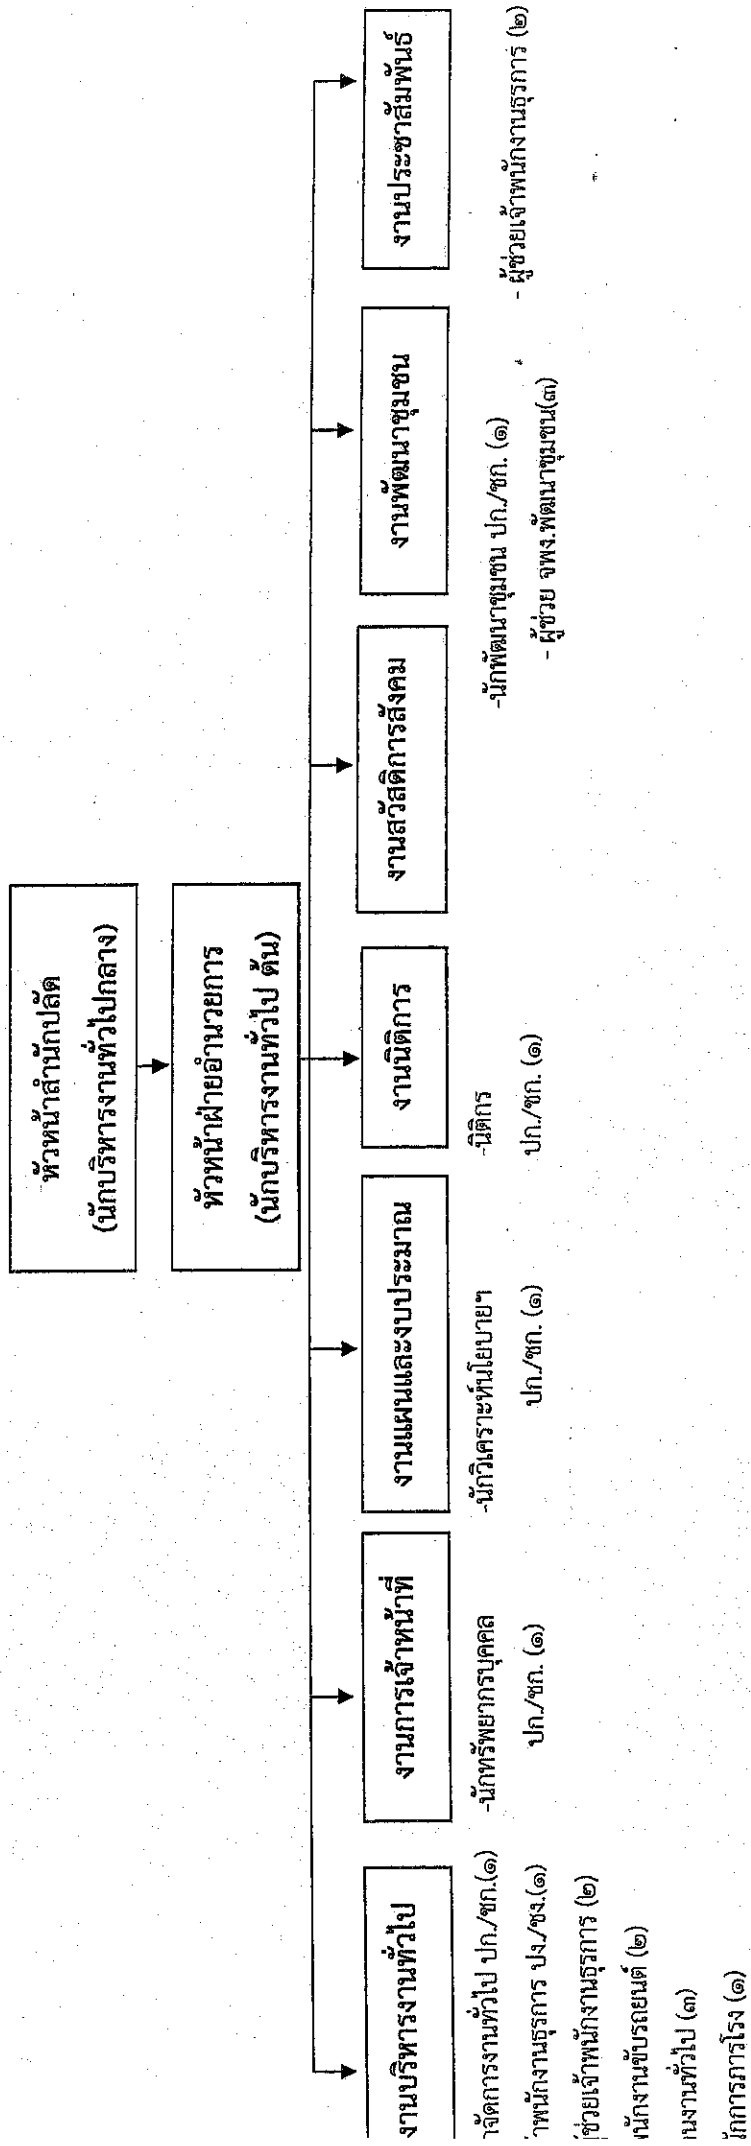 หัวหน้าสำนักปลัด
(นักบริหารงานทั่วไปกลาง)
หัวหน้าฝ่ายอำนวยการ
(นักบริหารงานทั่วไป ต้น)
งานบริหารงานทั่วไป
งานการเจ้าหน้าที่
งานแผนและงบประมาณ
งานนิติการ
งานสวัสดิการสังคม
งานพัฒนาชุมชน
งานประชาสัมพันธ์
จัดการงานทั่วไป ปก./ชก.(๑)
พนักงานธุรการ ปง./ชง.(๑)
ช่วยเจ้าพนักงานธุรการ (๒)
พนักงานขับรถยนต์ (๒)
งานทั่วไป (๓)
นักการภารโรง (๑)
-นักทรัพยากรบุคคล
ปก./ชก. (๑)
-นักวิเคราะห์นโยบายฯ
ปก./ชก. (๑)
-นิติกร
ปก./ชก. (๑)
-นักพัฒนาชุมชน ปก./ชก. (๑)
- ผู้ช่วย จพง.พัฒนาชุมชน(๓)
- ผู้ช่วยเจ้าพนักงานธุรการ (๒)